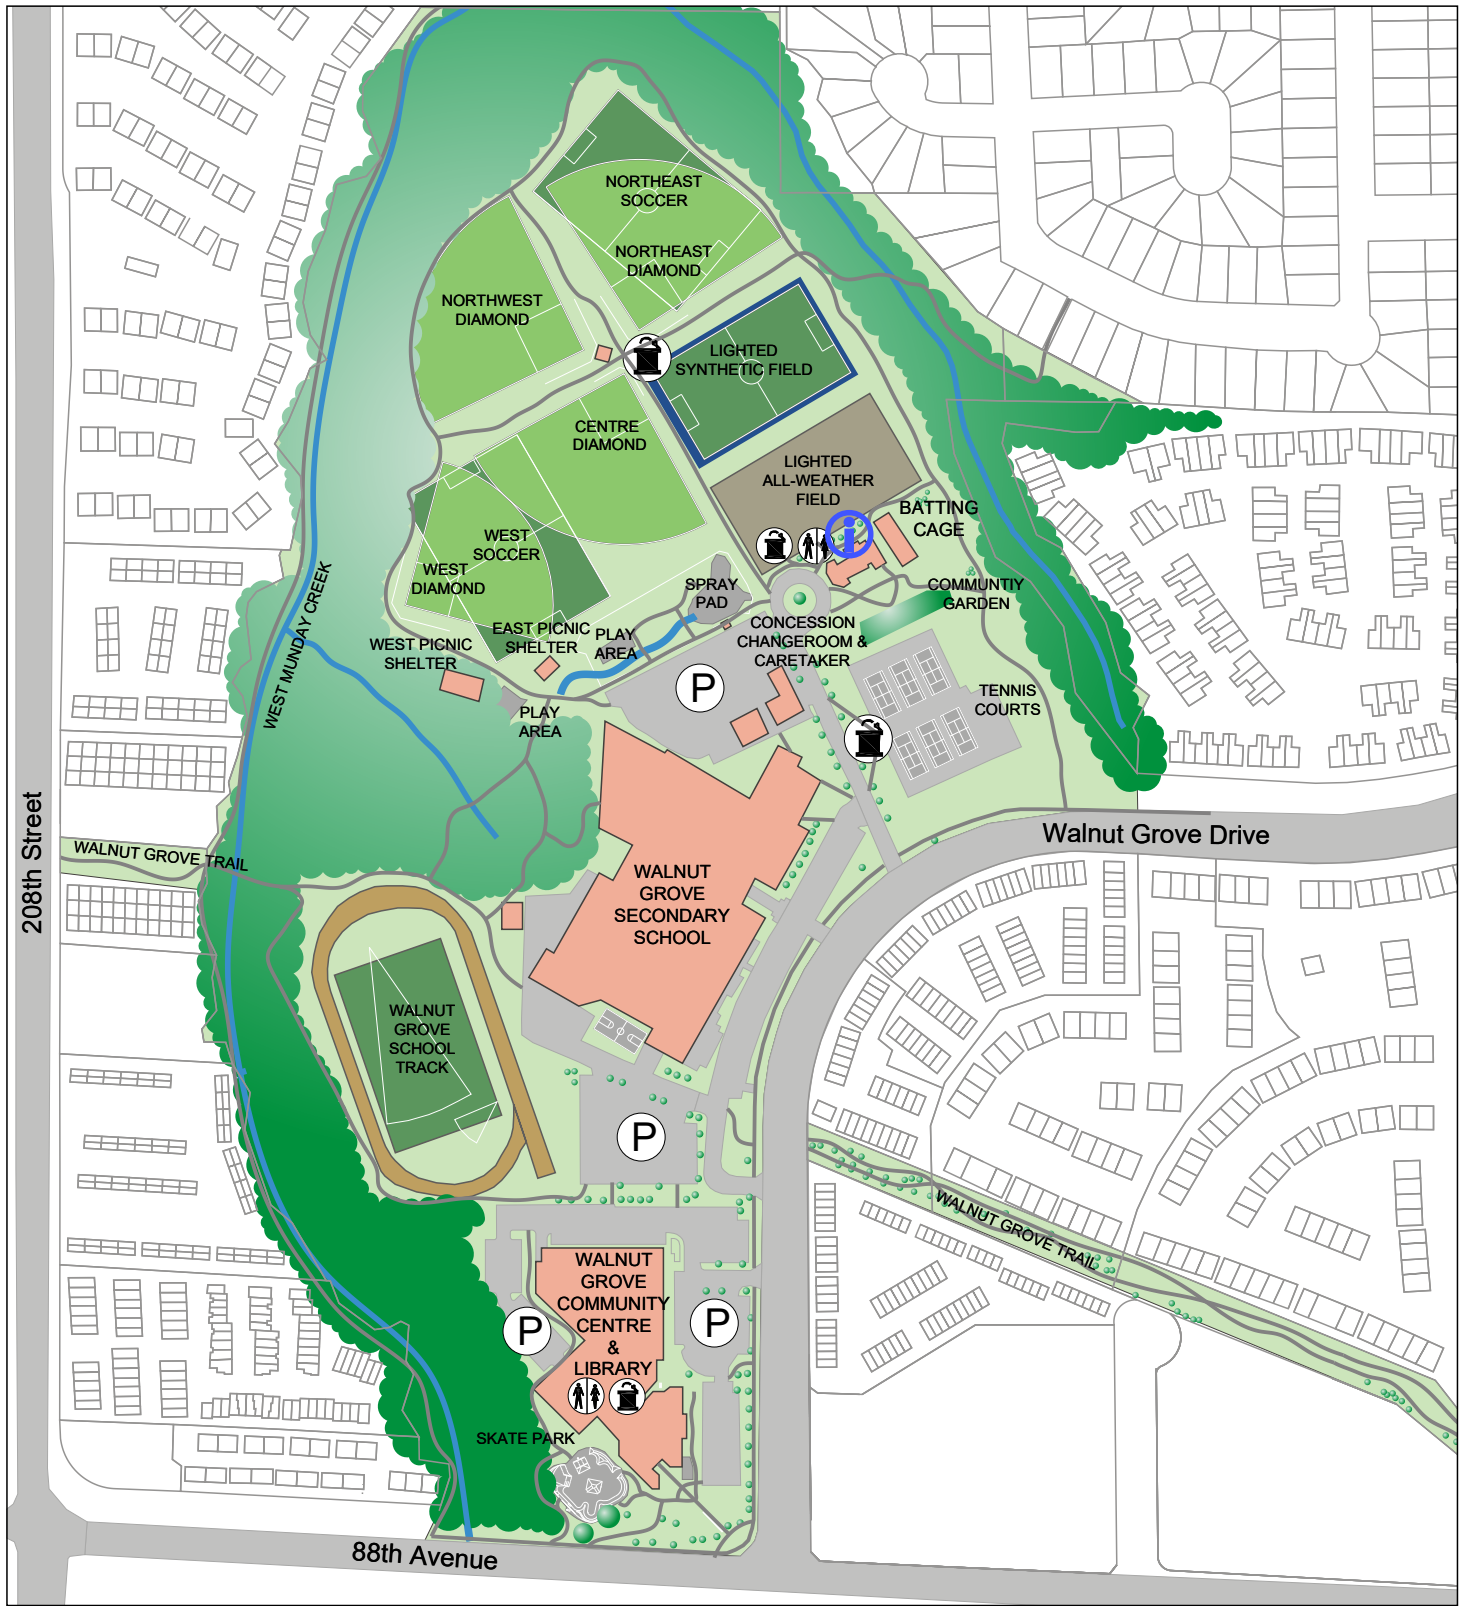 NORTHEAST
SOCCER
NORTHEAST
DIAMOND
NORTHWEST
DIAMOND
LIGHTED
SYNTHETIC FIELD
CENTRE
DIAMOND
LIGHTED
ALL-WEATHER
FIELD
BATTING
CAGE
i
WEST
SOCCER
WEST
DIAMOND
SPRAY
PAD
COMMUNTIY
GARDEN
CONCESSION
CHANGEROOM &
CARETAKER
EAST PICNIC
SHELTER
PLAY
AREA
WEST PICNIC
SHELTER
WEST MUNDAY CREEK
P
TENNIS
COURTS
PLAY
AREA
208th Street
Walnut Grove Drive
WALNUT GROVE TRAIL
WALNUT
GROVE
SECONDARY
SCHOOL
WALNUT
GROVE
SCHOOL
TRACK
P
WALNUT GROVE TRAIL
WALNUT
GROVE
COMMUNITY
CENTRE
&
LIBRARY
P
P
SKATE PARK
88th Avenue